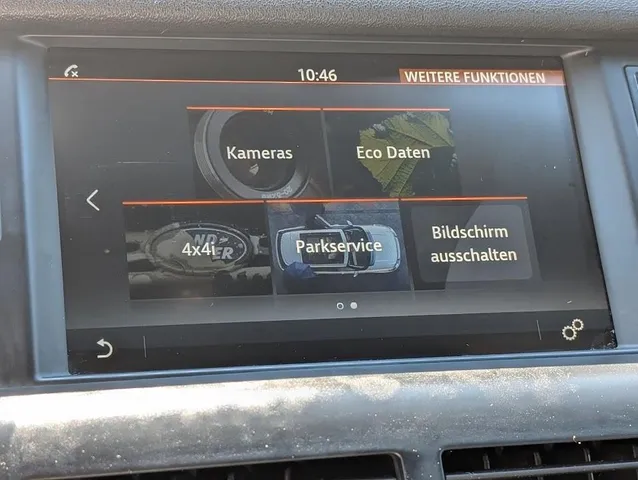 10:46
WEITERE FUNKTIONEN
Kameras
Eco Daten
4x4i
Parkservice
Bildschirm
ausschalten